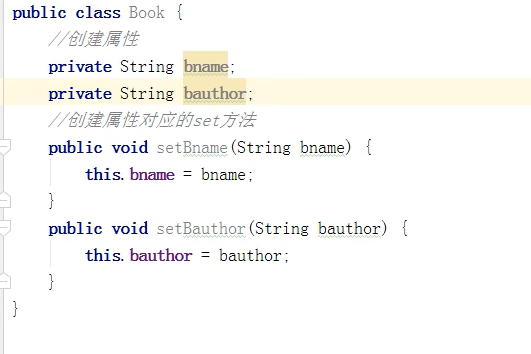 public class Book {
//创建属性
private String bname;
private String bauthor;
//创建属性对应的set方法
public void setBname(String bname) {
this.bname = bname;
}
public void setBauthor(String bauthor) {
this.bauthor = bauthor;
}
}